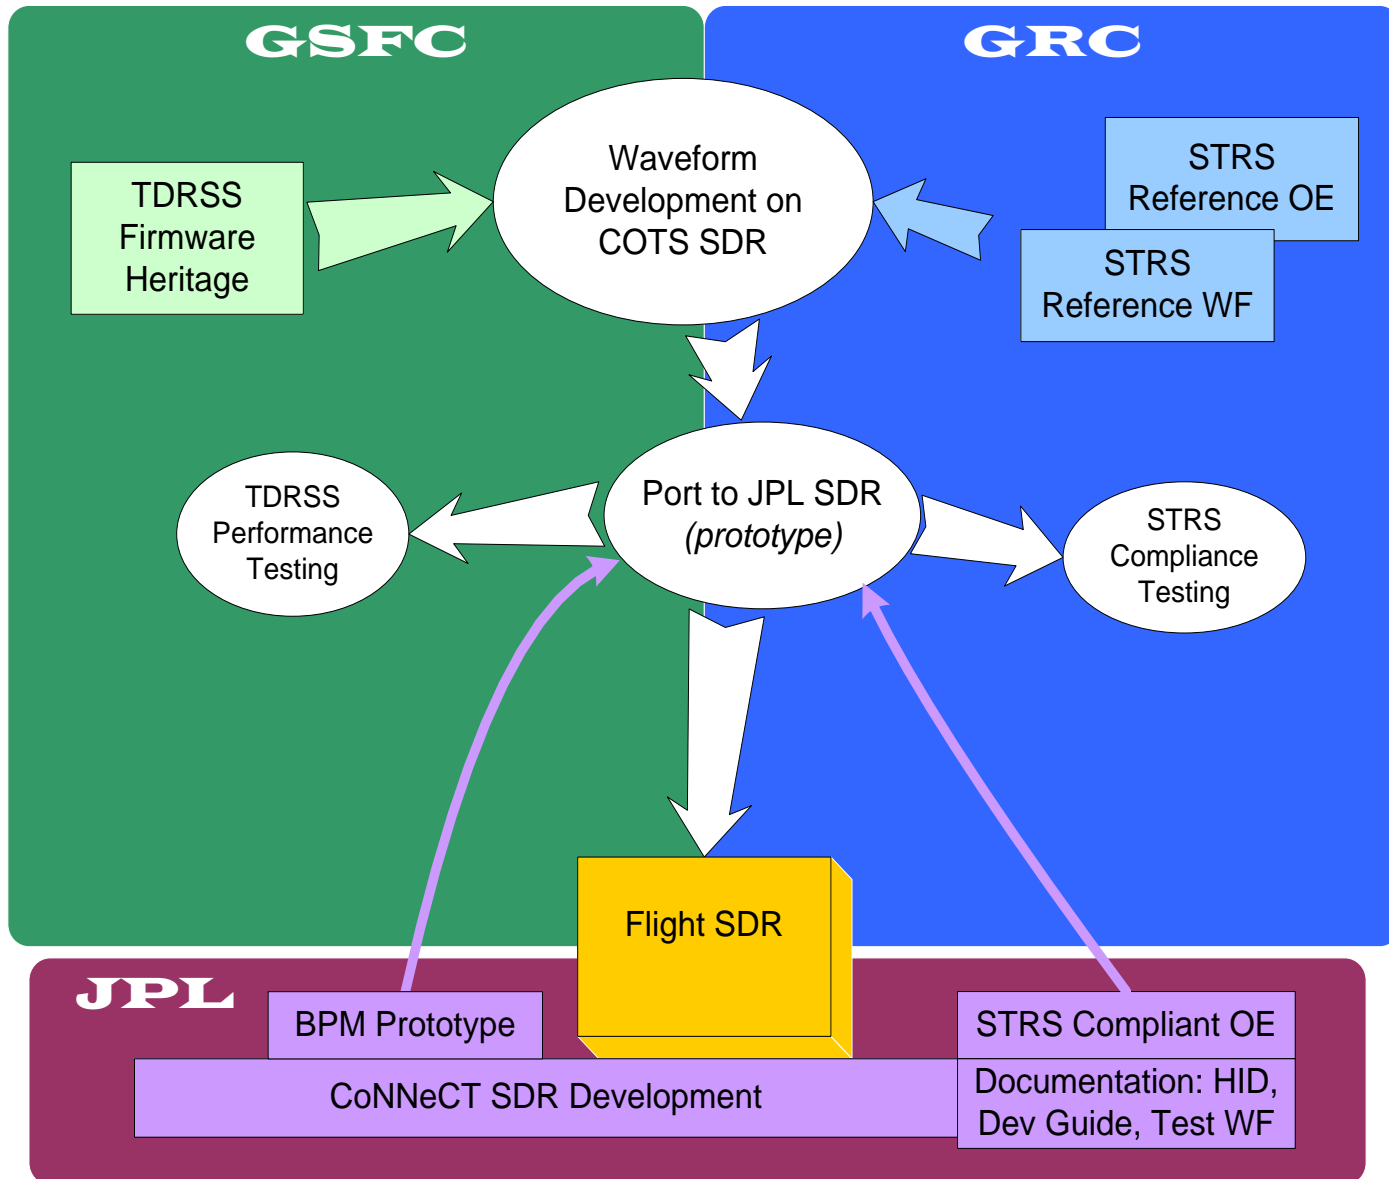 GSFC
GRC
Waveform
Development on
COTS SDR
TDRSS
Firmware
Heritage
STRS
Reference OE
STRS
Reference WF
Port to JPL SDR
(prototype)
TDRSS
Performance
Testing
STRS
Compliance
Testing
Flight SDR
JPL
BPM Prototype
STRS Compliant OE
CoNNeCT SDR Development
Documentation: HID,
Dev Guide, Test WF